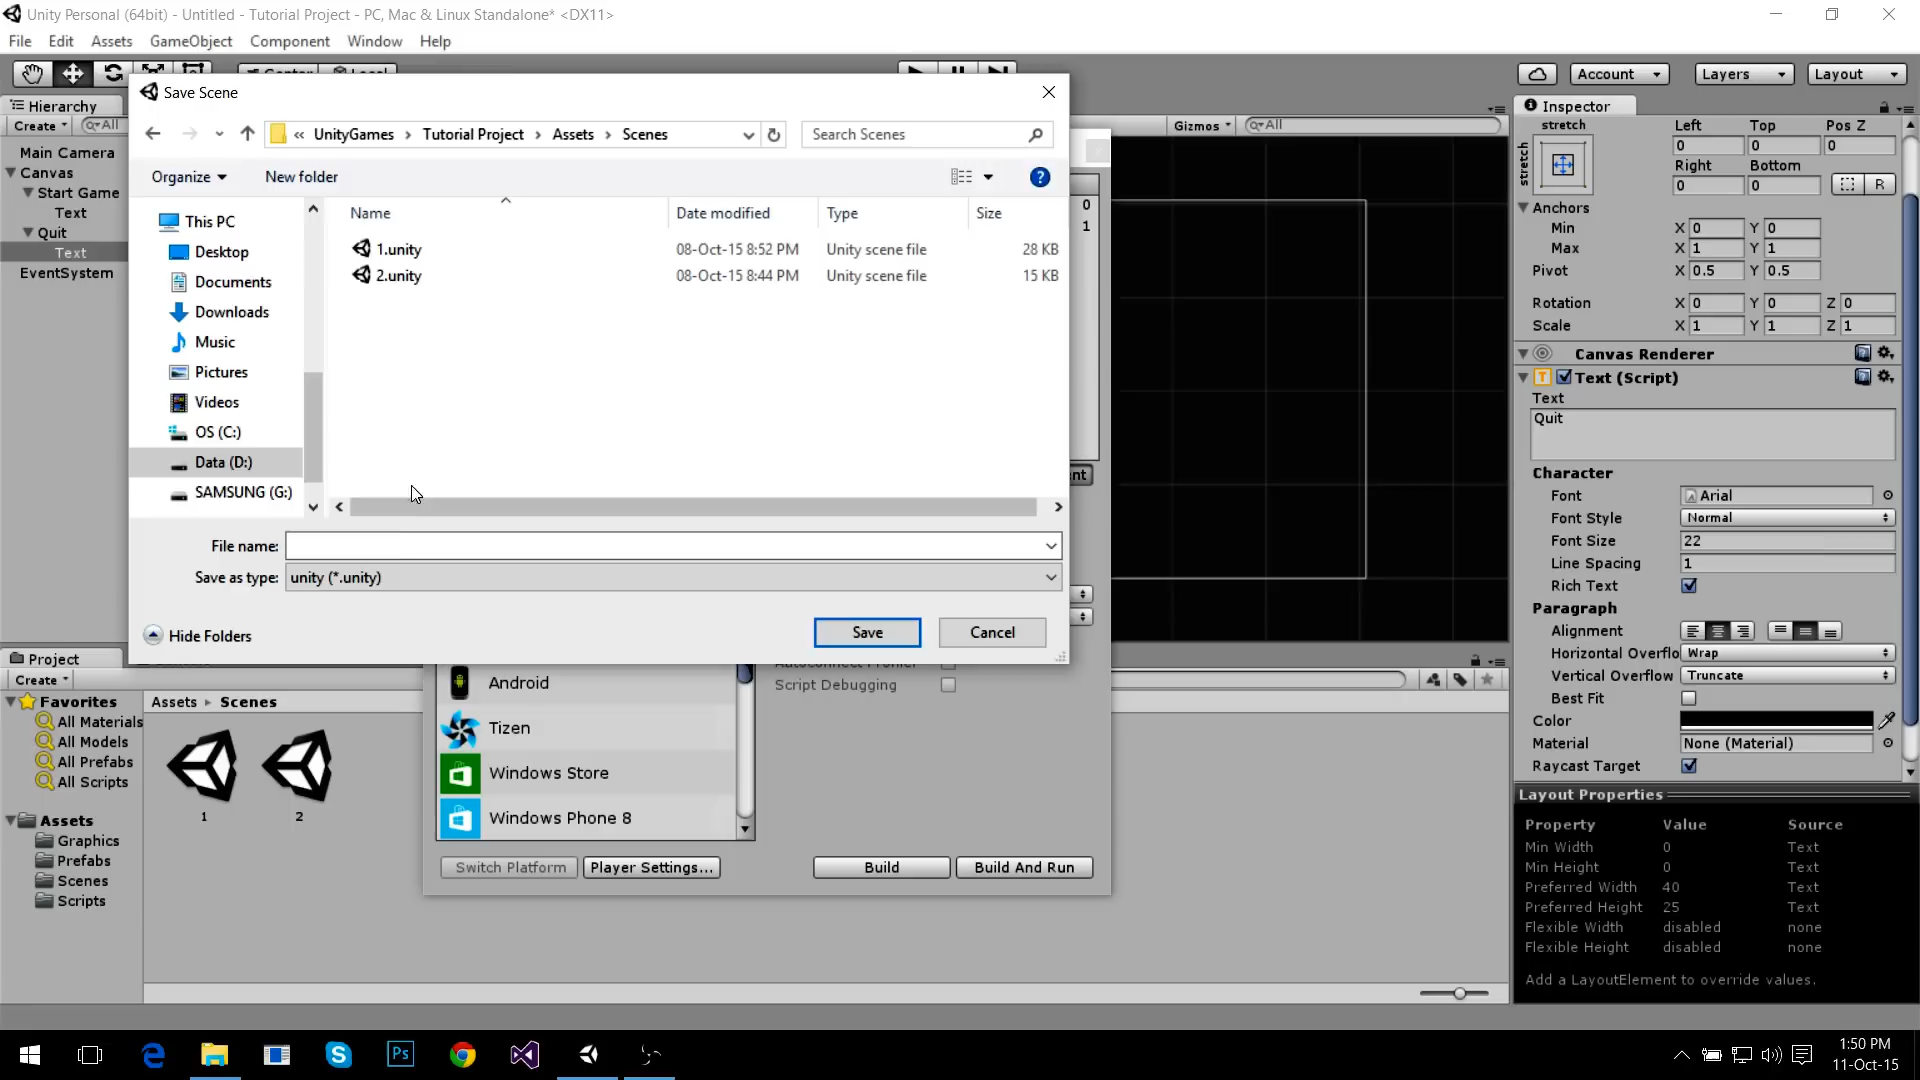 Unity Personal (64bit) - Untitled - Tutorial Project - PC, Mac & Linux Standalone* <DX11>
File Edit Assets GameObject Component Window Help
Account Layers Layout
Save Scene
UnityGames › Tutorial Project › Assets › Scenes
Search Scenes
Organize New folder
This PC
Desktop
Documents
Downloads
Music
Pictures
Videos
OS (C:)
Data (D:)
SAMSUNG (G:)
Name Date modified Type Size
1.unity 08-Oct-15 8:52 PM Unity scene file 28 KB
2.unity 08-Oct-15 8:44 PM Unity scene file 15 KB
File name:
Save as type: unity (*.unity)
Hide Folders
Save Cancel
Hierarchy
Create All
Main Camera
Canvas
Start Game
Text
Quit
Text
EventSystem
Gizmos All
0
1
Script Debugging
Android
Tizen
Windows Store
Windows Phone 8
Switch Platform Player Settings... Build Build And Run
Project
Create
Favorites
All Materials
All Models
All Prefabs
All Scripts
Assets
Graphics
Prefabs
Scenes
Scripts
Assets Scenes
1 2
Inspector
stretch Left Top Pos Z
stretch 0 0 0
Right Bottom
0 0 R
Anchors
Min X 0 Y 0
Max X 1 Y 1
Pivot X 0.5 Y 0.5
Rotation X 0 Y 0 Z 0
Scale X 1 Y 1 Z 1
Canvas Renderer
Text (Script)
Text
Quit
Character
Font Arial
Font Style Normal
Font Size 22
Line Spacing 1
Rich Text
Paragraph
Alignment
Horizontal Overflo Wrap
Vertical Overflow Truncate
Best Fit
Color
Material None (Material)
Raycast Target
Layout Properties
Property Value Source
Min Width 0 Text
Min Height 0 Text
Preferred Width 40 Text
Preferred Height 25 Text
Flexible Width disabled none
Flexible Height disabled none
Add a LayoutElement to override values.
1:50 PM
11-Oct-15